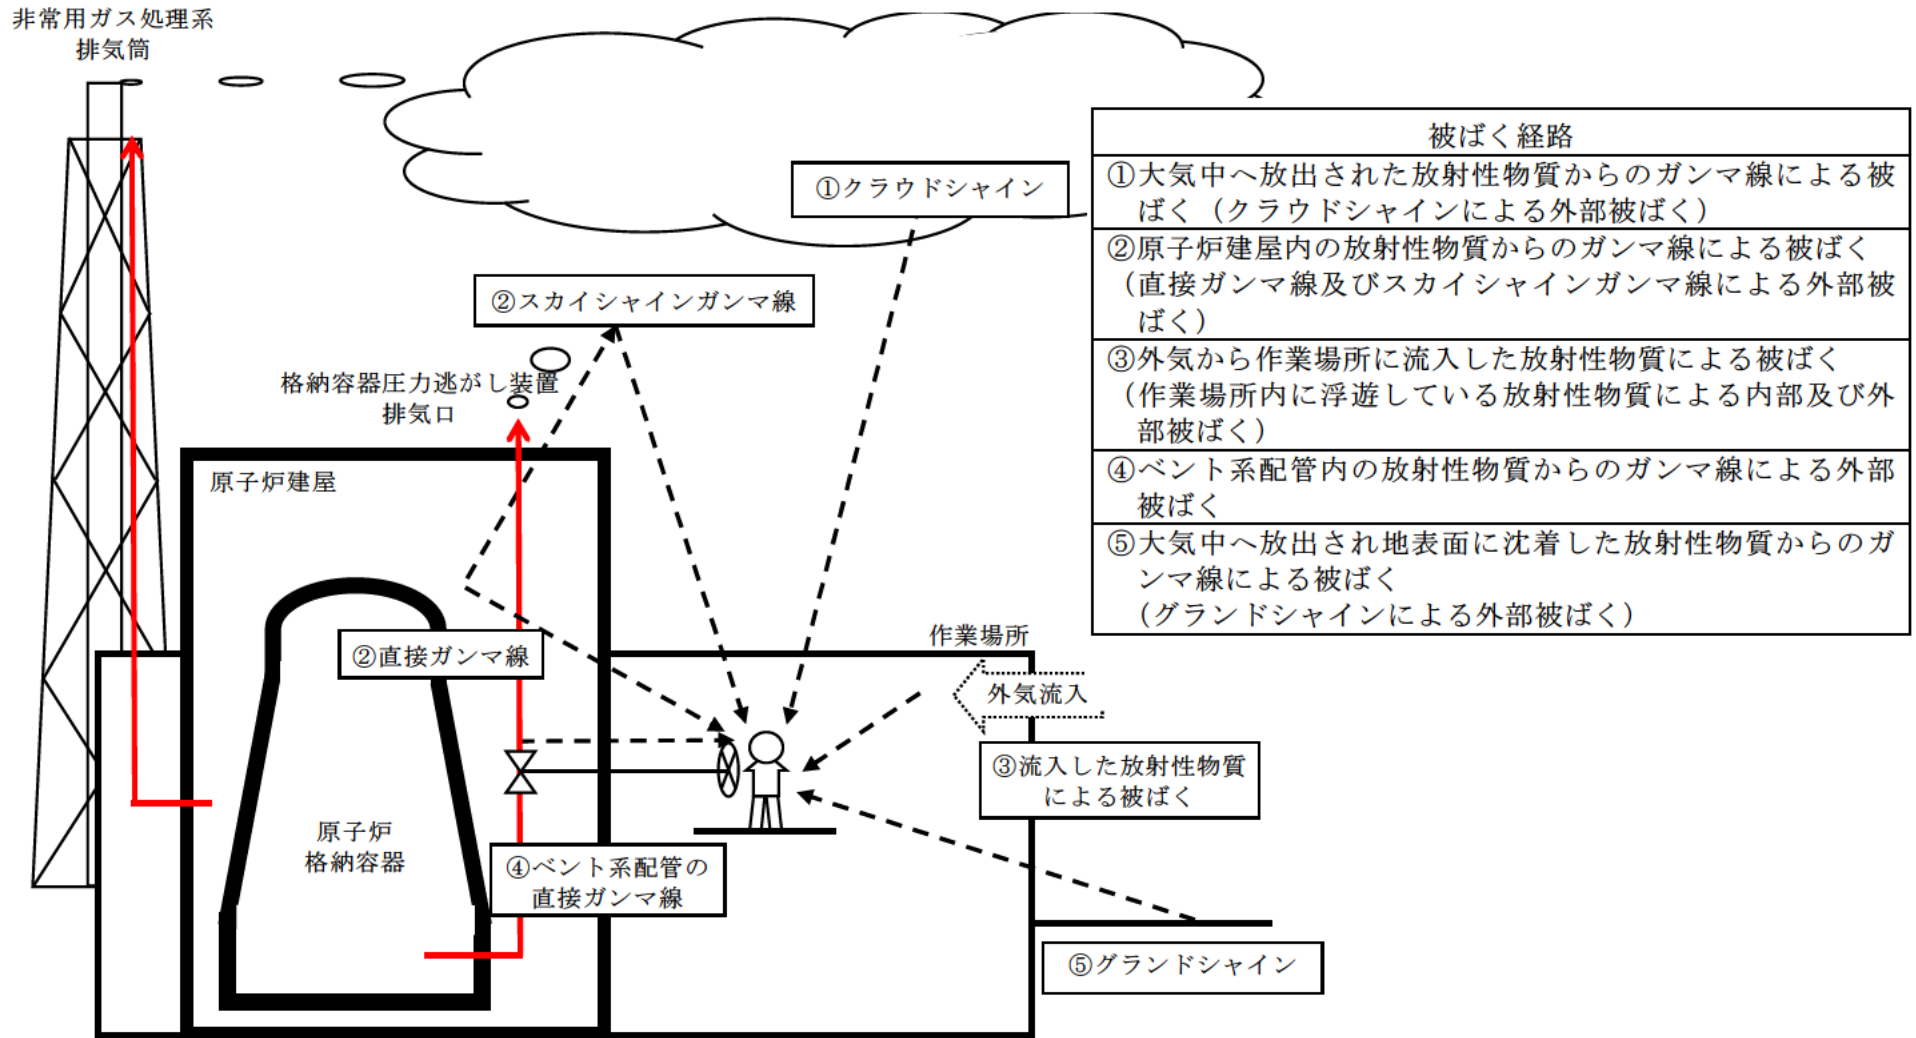 非常用ガス処理系
排気筒
①クラウドシャイン
②スカイシャインガンマ線
格納容器圧力逃がし装置
排気口
原子炉建屋
②直接ガンマ線
作業場所
外気流入
③流入した放射性物質
による被ばく
原子炉
格納容器
④ベント系配管の
直接ガンマ線
⑤グランドシャイン
被ばく経路
①大気中へ放出された放射性物質からのガンマ線による被
ばく（クラウドシャインによる外部被ばく）
②原子炉建屋内の放射性物質からのガンマ線による被ばく
（直接ガンマ線及びスカイシャインガンマ線による外部被
ばく）
③外気から作業場所に流入した放射性物質による被ばく
（作業場所内に浮遊している放射性物質による内部及び外
部被ばく）
④ベント系配管内の放射性物質からのガンマ線による外部
被ばく
⑤大気中へ放出され地表面に沈着した放射性物質からのガ
ンマ線による被ばく
（グランドシャインによる外部被ばく）